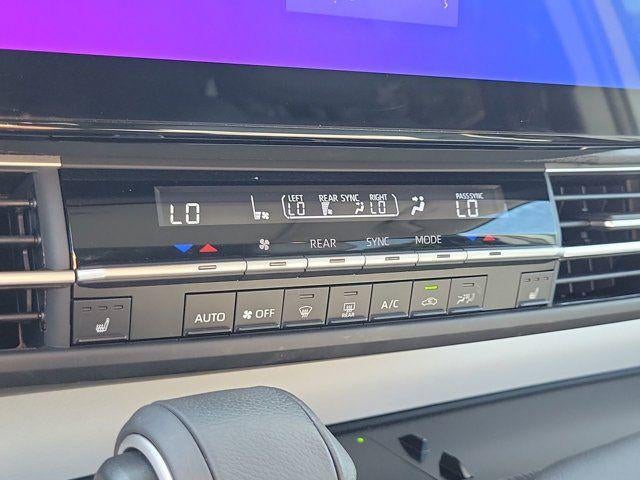 LEFT REAR SYNC RIGHT PASS SYNC
LO LO LO LO
REAR SYNC MODE
AUTO OFF REAR A/C